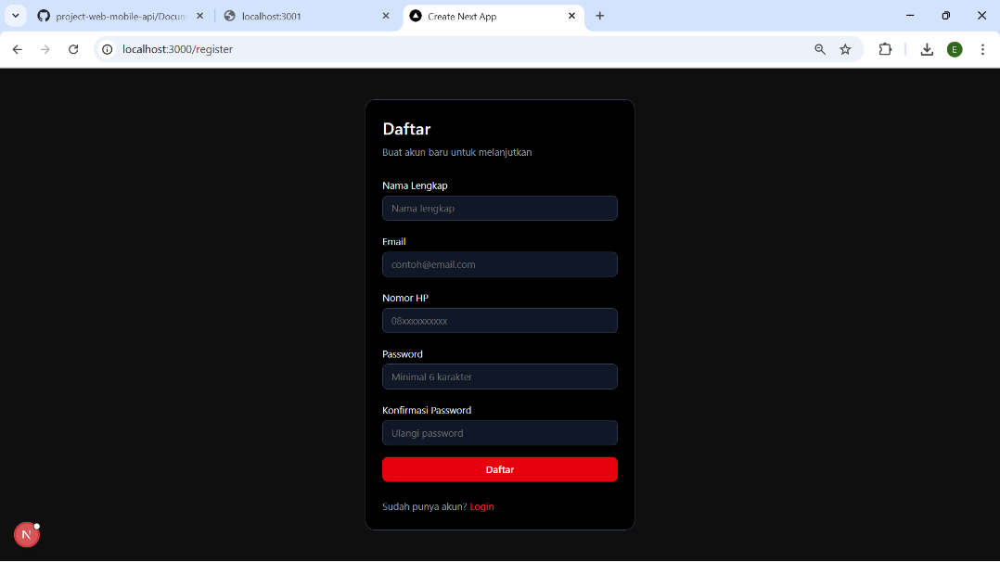 project-web-mobile-api/Docum
localhost:3001
Create Next App
localhost:3000/register
E
Daftar
Buat akun baru untuk melanjutkan
Nama Lengkap
Nama lengkap
Email
contoh@email.com
Nomor HP
08xxxxxxxxxx
Password
Minimal 6 karakter
Konfirmasi Password
Ulangi password
Daftar
Sudah punya akun? Login
N